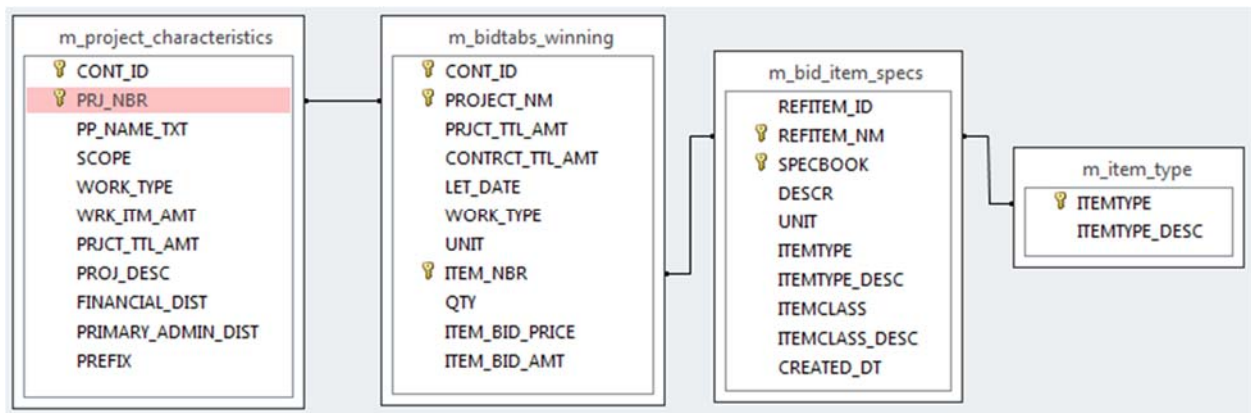 m_project_characteristics
CONT_ID
PRJ_NBR
PP_NAME_TXT
SCOPE
WORK_TYPE
WRK_ITM_AMT
PRJCT_TTL_AMT
PROJ_DESC
FINANCIAL_DIST
PRIMARY_ADMIN_DIST
PREFIX
m_bidtabs_winning
CONT_ID
PROJECT_NM
PRJCT_TTL_AMT
CONTRCT_TTL_AMT
LET_DATE
WORK_TYPE
UNIT
ITEM_NBR
QTY
ITEM_BID_PRICE
ITEM_BID_AMT
m_bid_item_specs
REFITEM_ID
REFITEM_NM
SPECBOOK
DESCR
UNIT
ITEMTYPE
ITEMTYPE_DESC
ITEMCLASS
ITEMCLASS_DESC
CREATED_DT
m_item_type
ITEMTYPE
ITEMTYPE_DESC